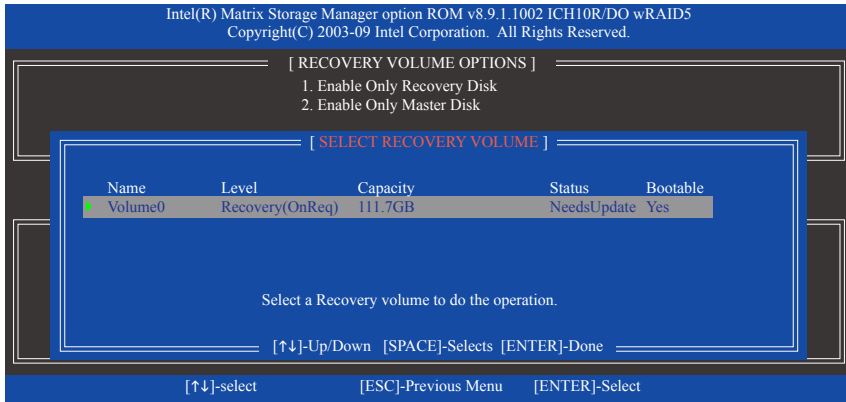 Intel(R) Matrix Storage Manager option ROM v8.9.1.1002 ICH10R/DO wRAID5
Copyright(C) 2003-09 Intel Corporation. All Rights Reserved.
[ RECOVERY VOLUME OPTIONS ]
1. Enable Only Recovery Disk
2. Enable Only Master Disk
[ SELECT RECOVERY VOLUME ]
Name Level Capacity Status Bootable
Volume0 Recovery(OnReq) 111.7GB NeedsUpdate Yes
Select a Recovery volume to do the operation.
[↑↓]-Up/Down [SPACE]-Selects [ENTER]-Done
[↑↓]-select [ESC]-Previous Menu [ENTER]-Select